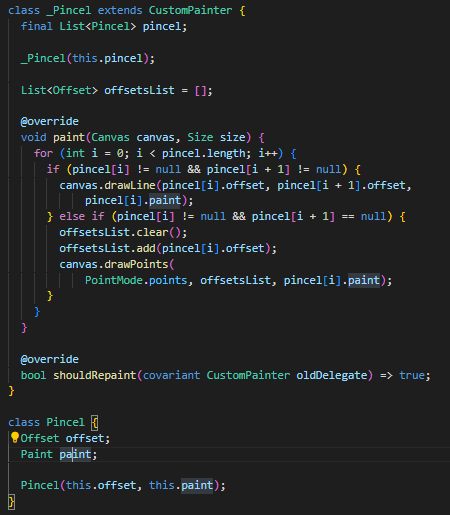 class _Pincel extends CustomPainter {
final List<Pincel> pincel;
_Pincel(this.pincel);
List<Offset> offsetsList = [];
@override
void paint(Canvas canvas, Size size) {
for (int i = 0; i < pincel.length; i++) {
if (pincel[i] != null && pincel[i + 1] != null) {
canvas.drawLine(pincel[i].offset, pincel[i + 1].offset,
pincel[i].paint);
} else if (pincel[i] != null && pincel[i + 1] == null) {
offsetsList.clear();
offsetsList.add(pincel[i].offset);
canvas.drawPoints(
PointMode.points, offsetsList, pincel[i].paint);
}
}
}
@override
bool shouldRepaint(covariant CustomPainter oldDelegate) => true;
}
class Pincel {
Offset offset;
Paint paint;
Pincel(this.offset, this.paint);
}